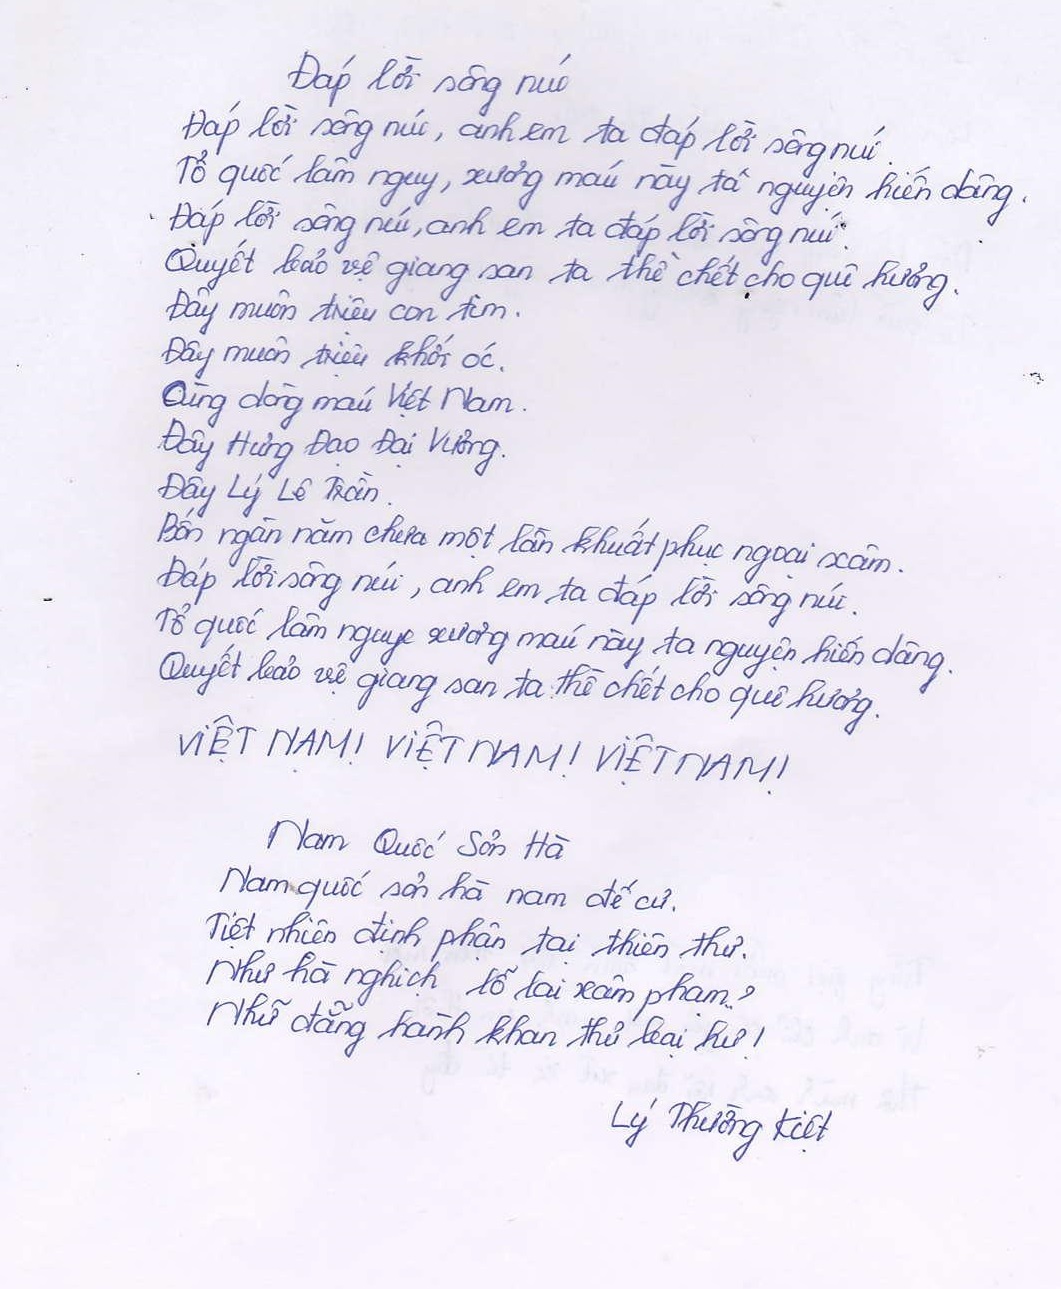 Đáp lời sông núi
Đáp lời sông núi, anh em ta đáp lời sông núi.
Tổ quốc lâm nguy, xương máu này ta nguyện hiến dâng.
Đáp lời sông núi, anh em ta đáp lời sông núi.
Quyết bảo vệ giang san ta thề chết cho quê hương.
Đây muôn triệu con tim.
Đây muôn triệu khối óc.
Cùng dòng máu Việt Nam.
Đây Hưng Đạo Đại Vương.
Đây Lý Lê Trần.
Bốn ngàn năm chưa một lần khuất phục ngoại xâm.
Đáp lời sông núi, anh em ta đáp lời sông núi.
Tổ quốc lâm nguye xương máu này ta nguyện hiến dâng.
Quyết bảo vệ giang san ta thề chết cho quê hương.
VIỆT NAM! VIỆT NAM! VIỆT NAM!
Nam Quốc Sơn Hà
Nam quốc sơn hà nam đế cư.
Tiệt nhiên định phận tại thiên thư.
Như hà nghịch lỗ lai xâm phạm?
Nhữ đẳng hành khan thủ bại hư!
Lý Thường Kiệt